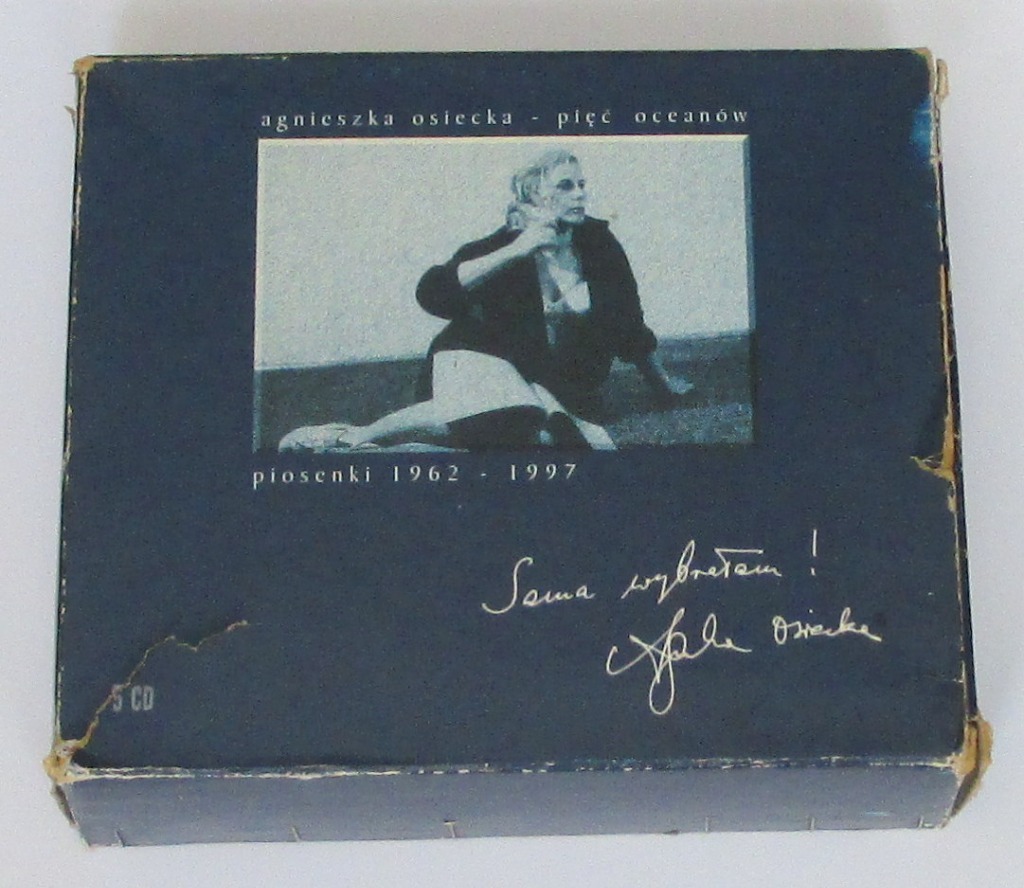 agnieszka osiecka - pięć oceanów
piosenki 1962 - 1997
Sama wybrałam !
Agnieszka Osiecka
5 CD